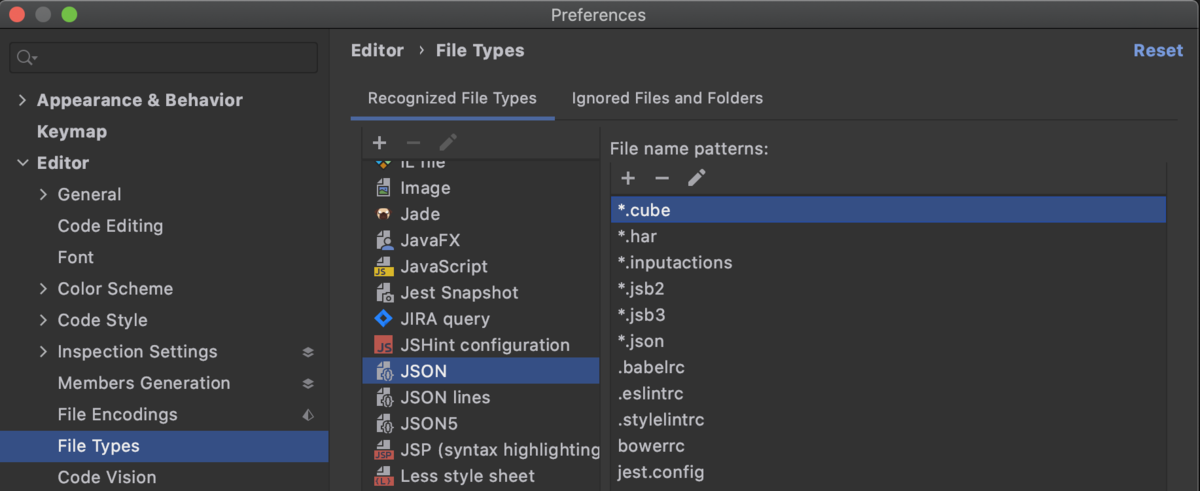 Preferences
Appearance & Behavior
Keymap
Editor
General
Code Editing
Font
Color Scheme
Code Style
Inspection Settings
Members Generation
File Encodings
File Types
Code Vision
Editor › File Types
Reset
Recognized File Types
Ignored Files and Folders
IL file
Image
Jade
JavaFX
JavaScript
Jest Snapshot
JIRA query
JSHint configuration
JSON
JSON lines
JSON5
JSP (syntax highlighting
Less style sheet
File name patterns:
*.cube
*.har
*.inputactions
*.jsb2
*.jsb3
*.json
.babelrc
.eslintrc
.stylelintrc
bowerrc
jest.config